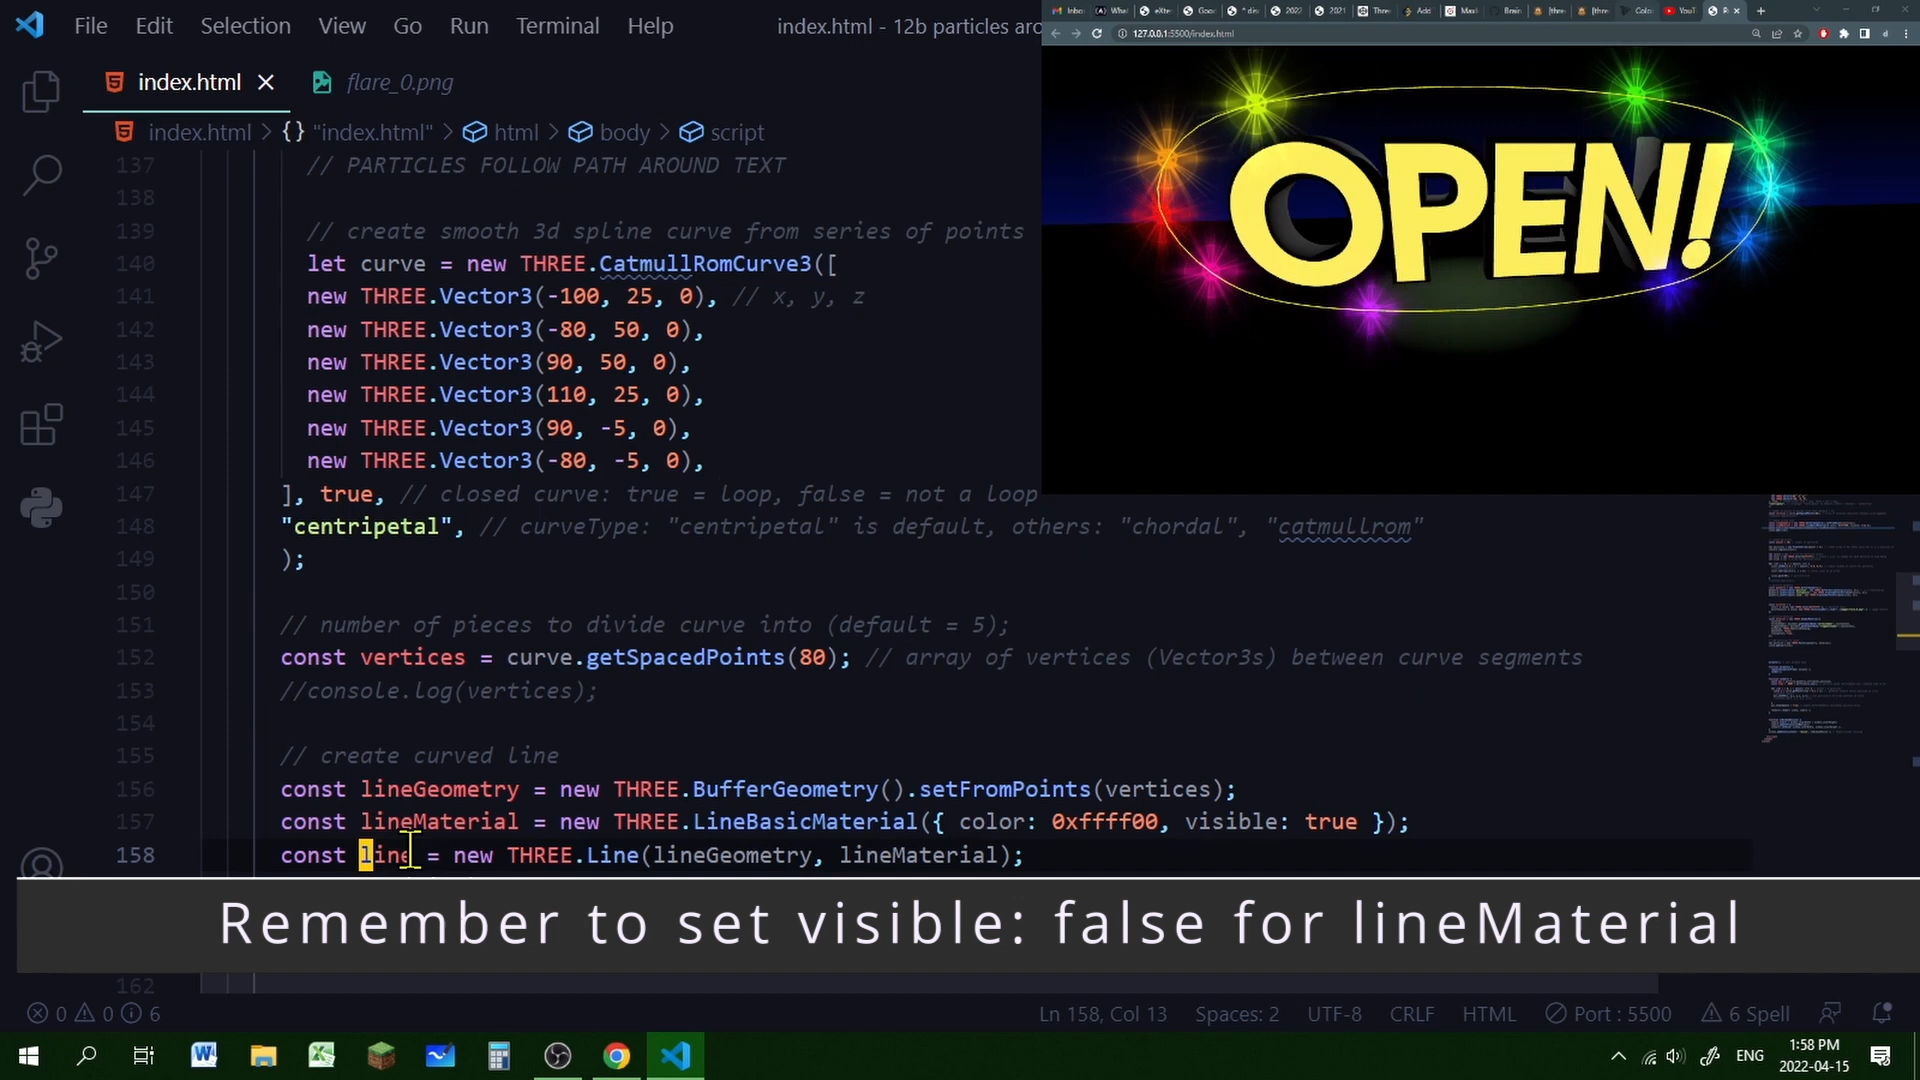 File Edit Selection View Go Run Terminal Help
index.html - 12b particles aro
index.html
flare_0.png
index.html > {} "index.html" > html > body > script
127.0.0.1:5500/index.html
OPEN!
137 // PARTICLES FOLLOW PATH AROUND TEXT
138
139 // create smooth 3d spline curve from series of points
140 let curve = new THREE.CatmullRomCurve3([
141 new THREE.Vector3(-100, 25, 0), // x, y, z
142 new THREE.Vector3(-80, 50, 0),
143 new THREE.Vector3(90, 50, 0),
144 new THREE.Vector3(110, 25, 0),
145 new THREE.Vector3(90, -5, 0),
146 new THREE.Vector3(-80, -5, 0),
147 ], true, // closed curve: true = loop, false = not a loop
148 "centripetal", // curveType: "centripetal" is default, others: "chordal", "catmullrom"
149 );
150
151 // number of pieces to divide curve into (default = 5);
152 const vertices = curve.getSpacedPoints(80); // array of vertices (Vector3s) between curve segments
153 //console.log(vertices);
154
155 // create curved line
156 const lineGeometry = new THREE.BufferGeometry().setFromPoints(vertices);
157 const lineMaterial = new THREE.LineBasicMaterial({ color: 0xffff00, visible: true });
158 const line = new THREE.Line(lineGeometry, lineMaterial);
Remember to set visible: false for lineMaterial
162
0 0 6
Ln 158, Col 13 Spaces: 2 UTF-8 CRLF HTML Port : 5500 6 Spell
ENG
1:58 PM
2022-04-15